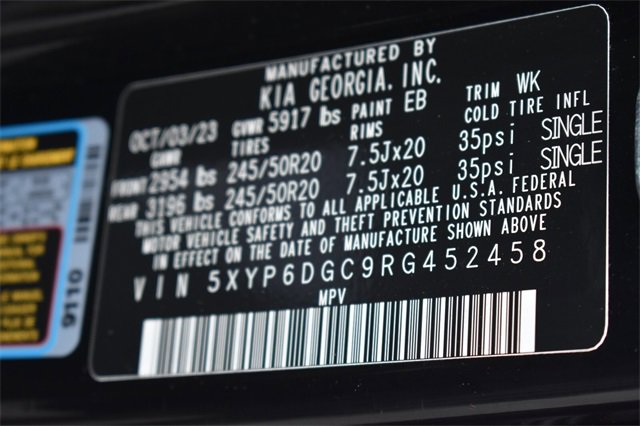 MANUFACTURED BY
KIA GEORGIA. INC.
OCT/03/23 GVWR 5917 lbs PAINT EB TRIM WK
GAWR TIRES RIMS COLD TIRE INFL
FRONT 2954 lbs 245/50R20 7.5Jx20 35psi SINGLE
REAR 3196 lbs 245/50R20 7.5Jx20 35psi SINGLE
THIS VEHICLE CONFORMS TO ALL APPLICABLE U.S.A. FEDERAL
MOTOR VEHICLE SAFETY AND THEFT PREVENTION STANDARDS
IN EFFECT ON THE DATE OF MANUFACTURE SHOWN ABOVE
VIN 5XYP6DGC9RG452458
MPV
9110